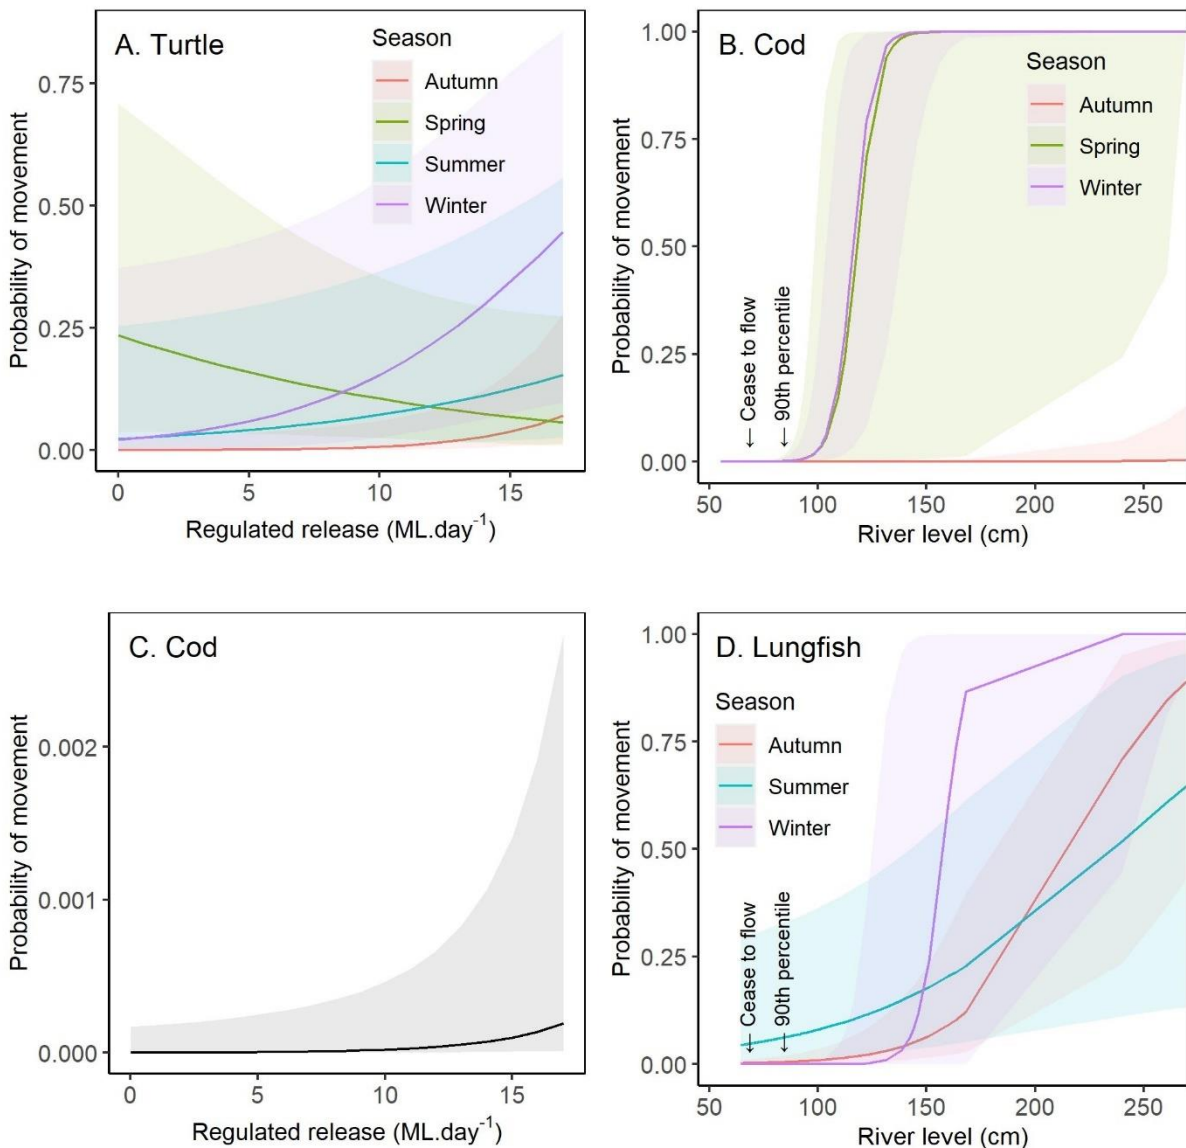 A. Turtle
Season
Autumn
Spring
Summer
Winter
Probability of movement
0.75
0.50
0.25
0.00
0
5
10
15
Regulated release (ML.day⁻¹)
B. Cod
Season
Autumn
Spring
Winter
Probability of movement
1.00
0.75
0.50
0.25
0.00
← Cease to flow
← 90th percentile
50
100
150
200
250
River level (cm)
C. Cod
Probability of movement
0.002
0.001
0.000
0
5
10
15
Regulated release (ML.day⁻¹)
D. Lungfish
Season
Autumn
Summer
Winter
Probability of movement
1.00
0.75
0.50
0.25
0.00
← Cease to flow
← 90th percentile
50
100
150
200
250
River level (cm)